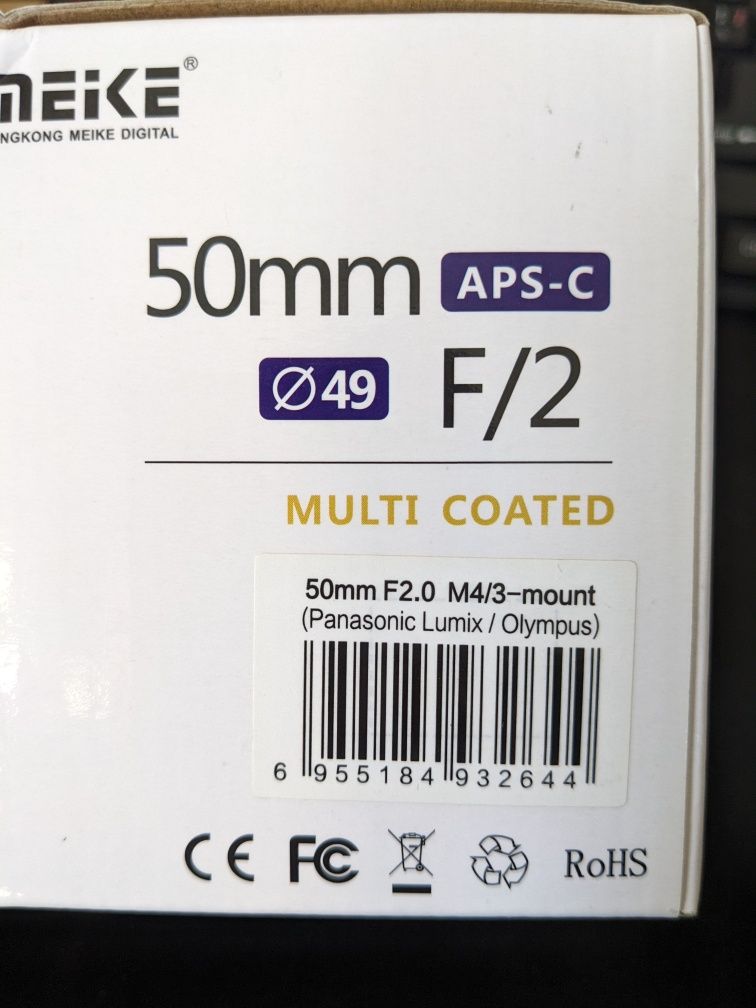 MEIKE®
NGKONG MEIKE DIGITAL
50mm APS-C
Ø49 F/2
MULTI COATED
50mm F2.0 M4/3-mount
(Panasonic Lumix / Olympus)
6 955184 932644
CE FC RoHS